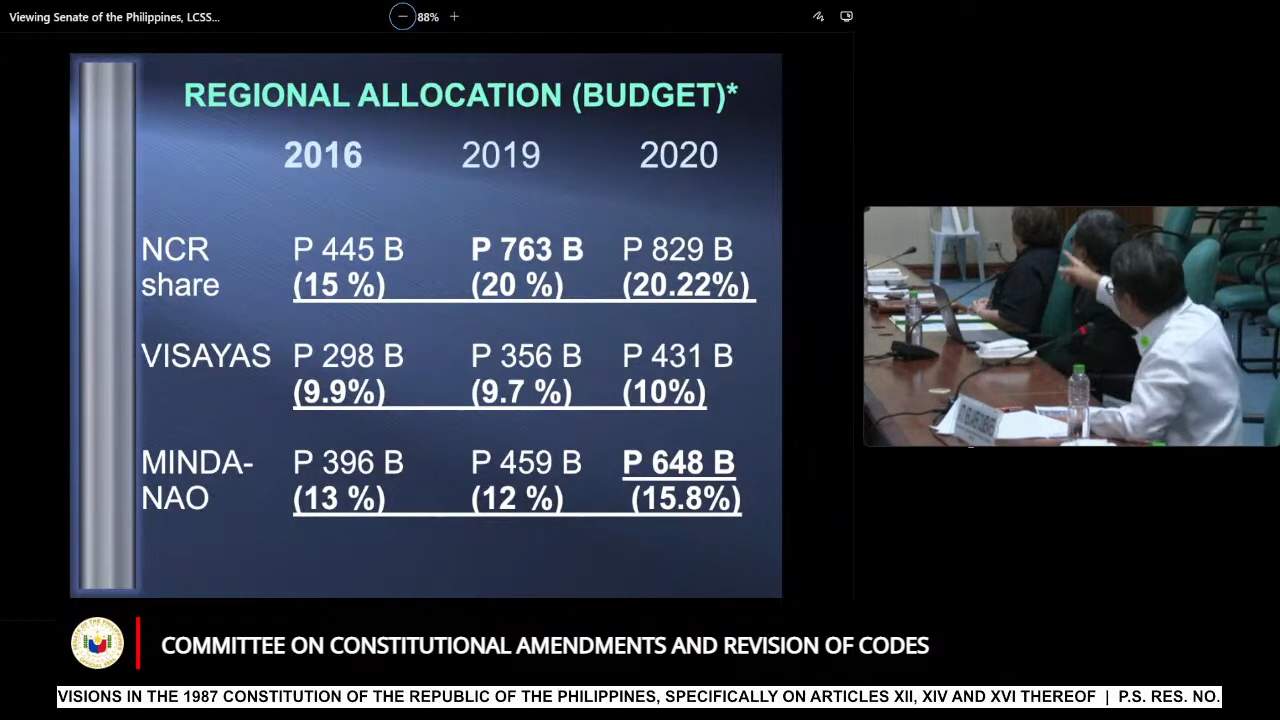 Viewing Senate of the Philippines, LCSS...
88%
REGIONAL ALLOCATION (BUDGET)*
2016 2019 2020
NCR share P 445 B (15 %) P 763 B (20 %) P 829 B (20.22%)
VISAYAS P 298 B (9.9%) P 356 B (9.7 %) P 431 B (10%)
MINDA-NAO P 396 B (13 %) P 459 B (12 %) P 648 B (15.8%)
COMMITTEE ON CONSTITUTIONAL AMENDMENTS AND REVISION OF CODES
VISIONS IN THE 1987 CONSTITUTION OF THE REPUBLIC OF THE PHILIPPINES, SPECIFICALLY ON ARTICLES XII, XIV AND XVI THEREOF | P.S. RES. NO.